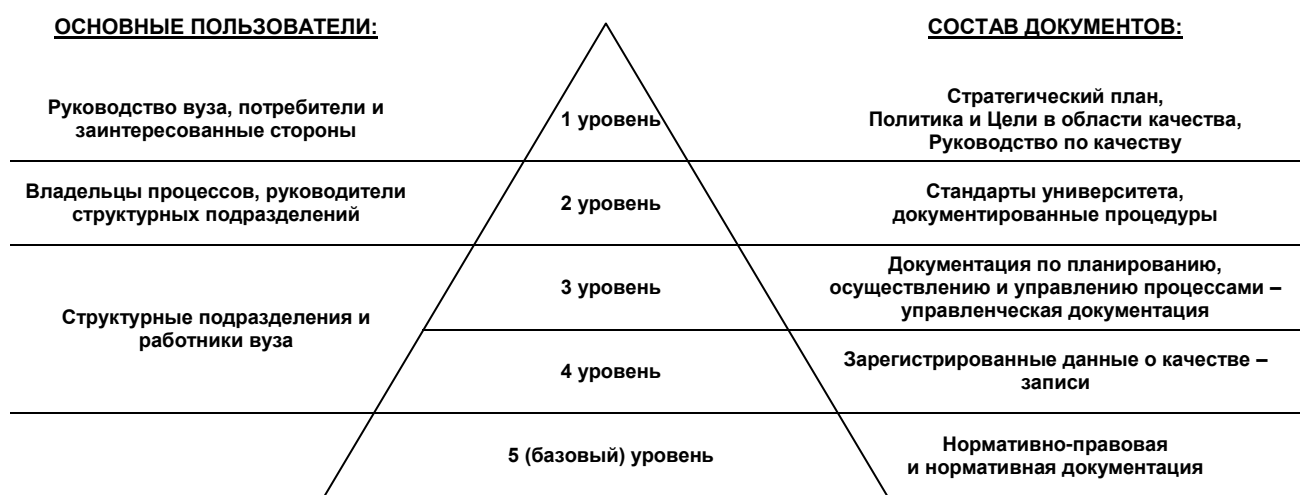 ОСНОВНЫЕ ПОЛЬЗОВАТЕЛИ:
СОСТАВ ДОКУМЕНТОВ:
Руководство вуза, потребители и
заинтересованные стороны
1 уровень
Стратегический план,
Политика и Цели в области качества,
Руководство по качеству
Владельцы процессов, руководители
структурных подразделений
2 уровень
Стандарты университета,
документированные процедуры
Структурные подразделения и
работники вуза
3 уровень
Документация по планированию,
осуществлению и управлению процессами –
управленческая документация
4 уровень
Зарегистрированные данные о качестве –
записи
5 (базовый) уровень
Нормативно-правовая
и нормативная документация